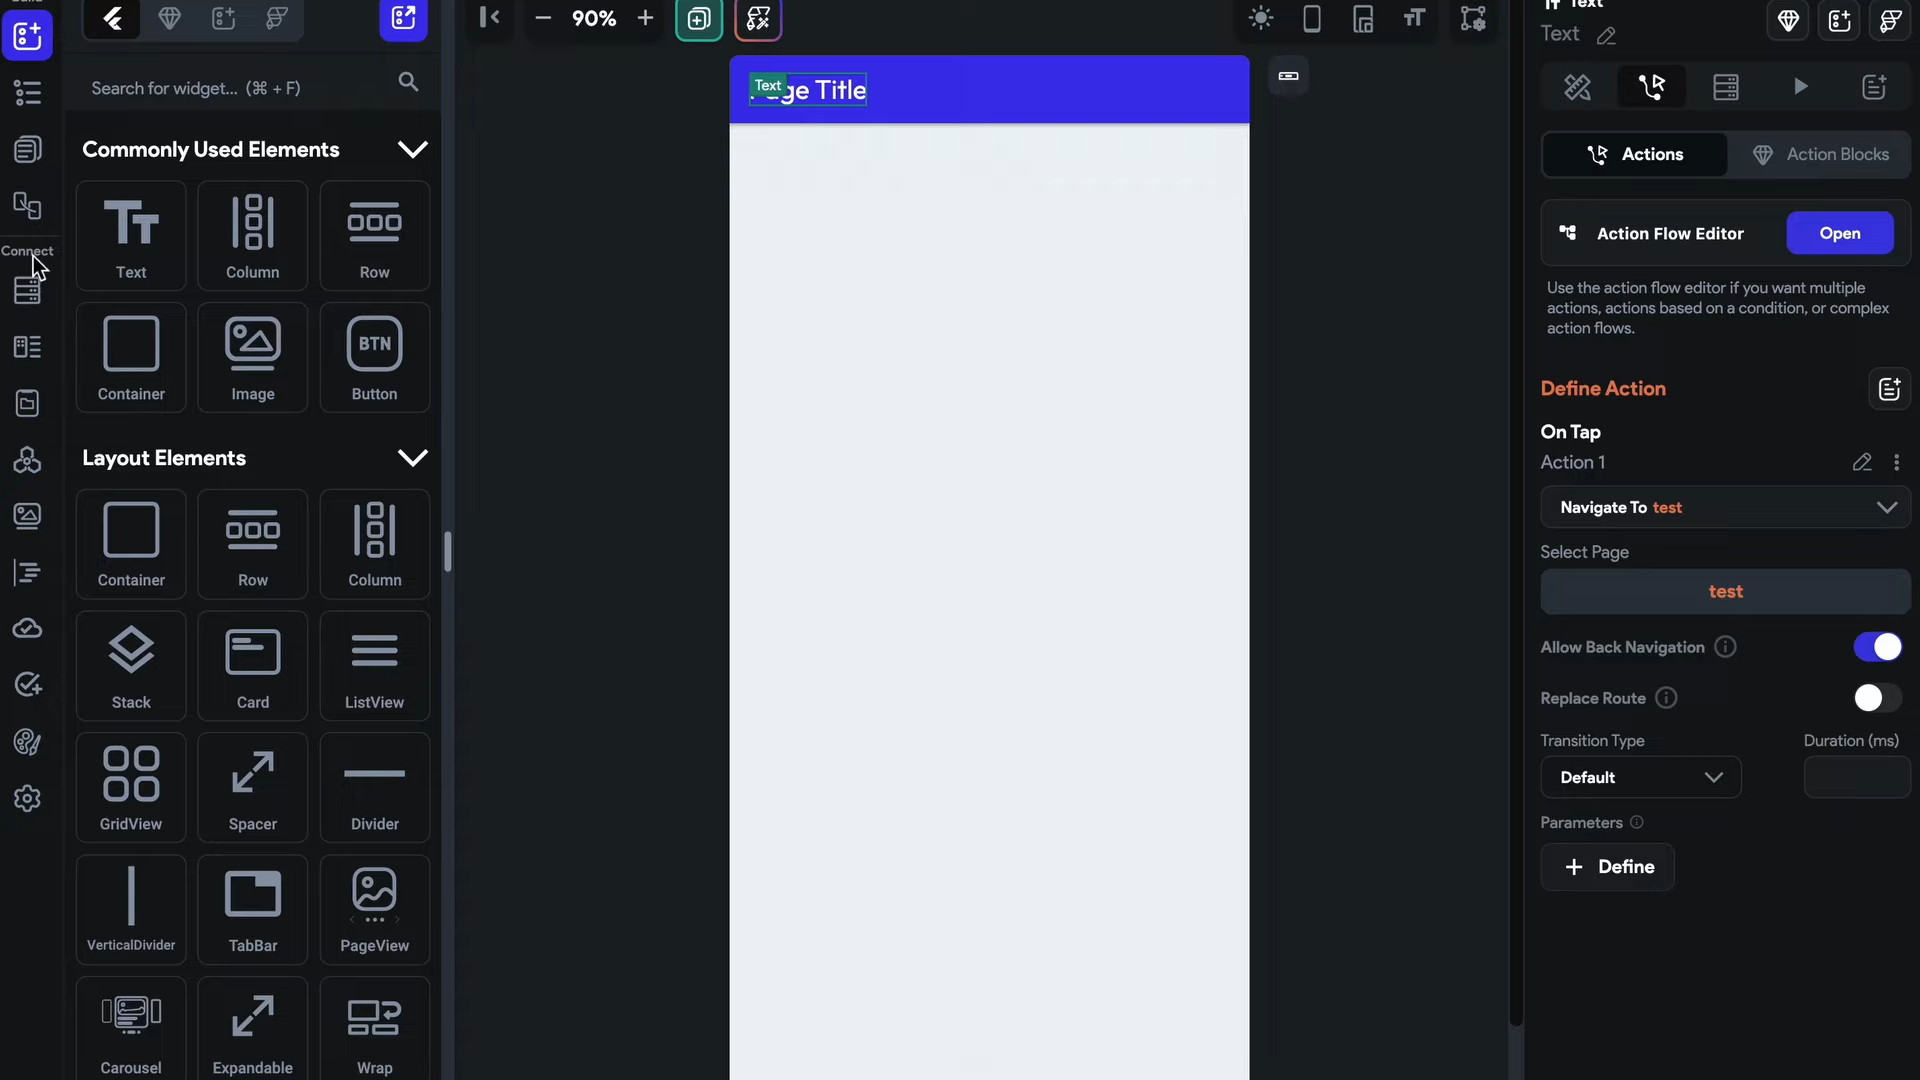 Connect
Search for widget... (⌘ + F)
Commonly Used Elements
Text
Column
Row
Container
Image
BTN
Button
Layout Elements
Container
Row
Column
Stack
Card
ListView
GridView
Spacer
Divider
VerticalDivider
TabBar
PageView
Carousel
Expandable
Wrap
90%
Text
ge Title
Text
Text
Actions
Action Blocks
Action Flow Editor
Open
Use the action flow editor if you want multiple
actions, actions based on a condition, or complex
action flows.
Define Action
On Tap
Action 1
Navigate To test
Select Page
test
Allow Back Navigation
Replace Route
Transition Type
Duration (ms)
Default
Parameters
+ Define